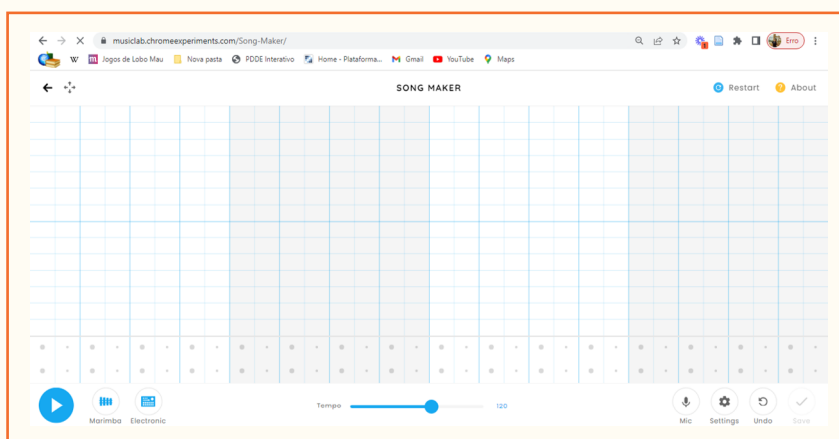 musiclab.chromeexperiments.com/Song-Maker/
Erro
W Jogos de Lobo Mau Nova pasta PDDE Interativo Home - Plataforma... Gmail YouTube Maps
SONG MAKER Restart ? About
Tempo 120
Marimba Electronic Mic Settings Undo Save